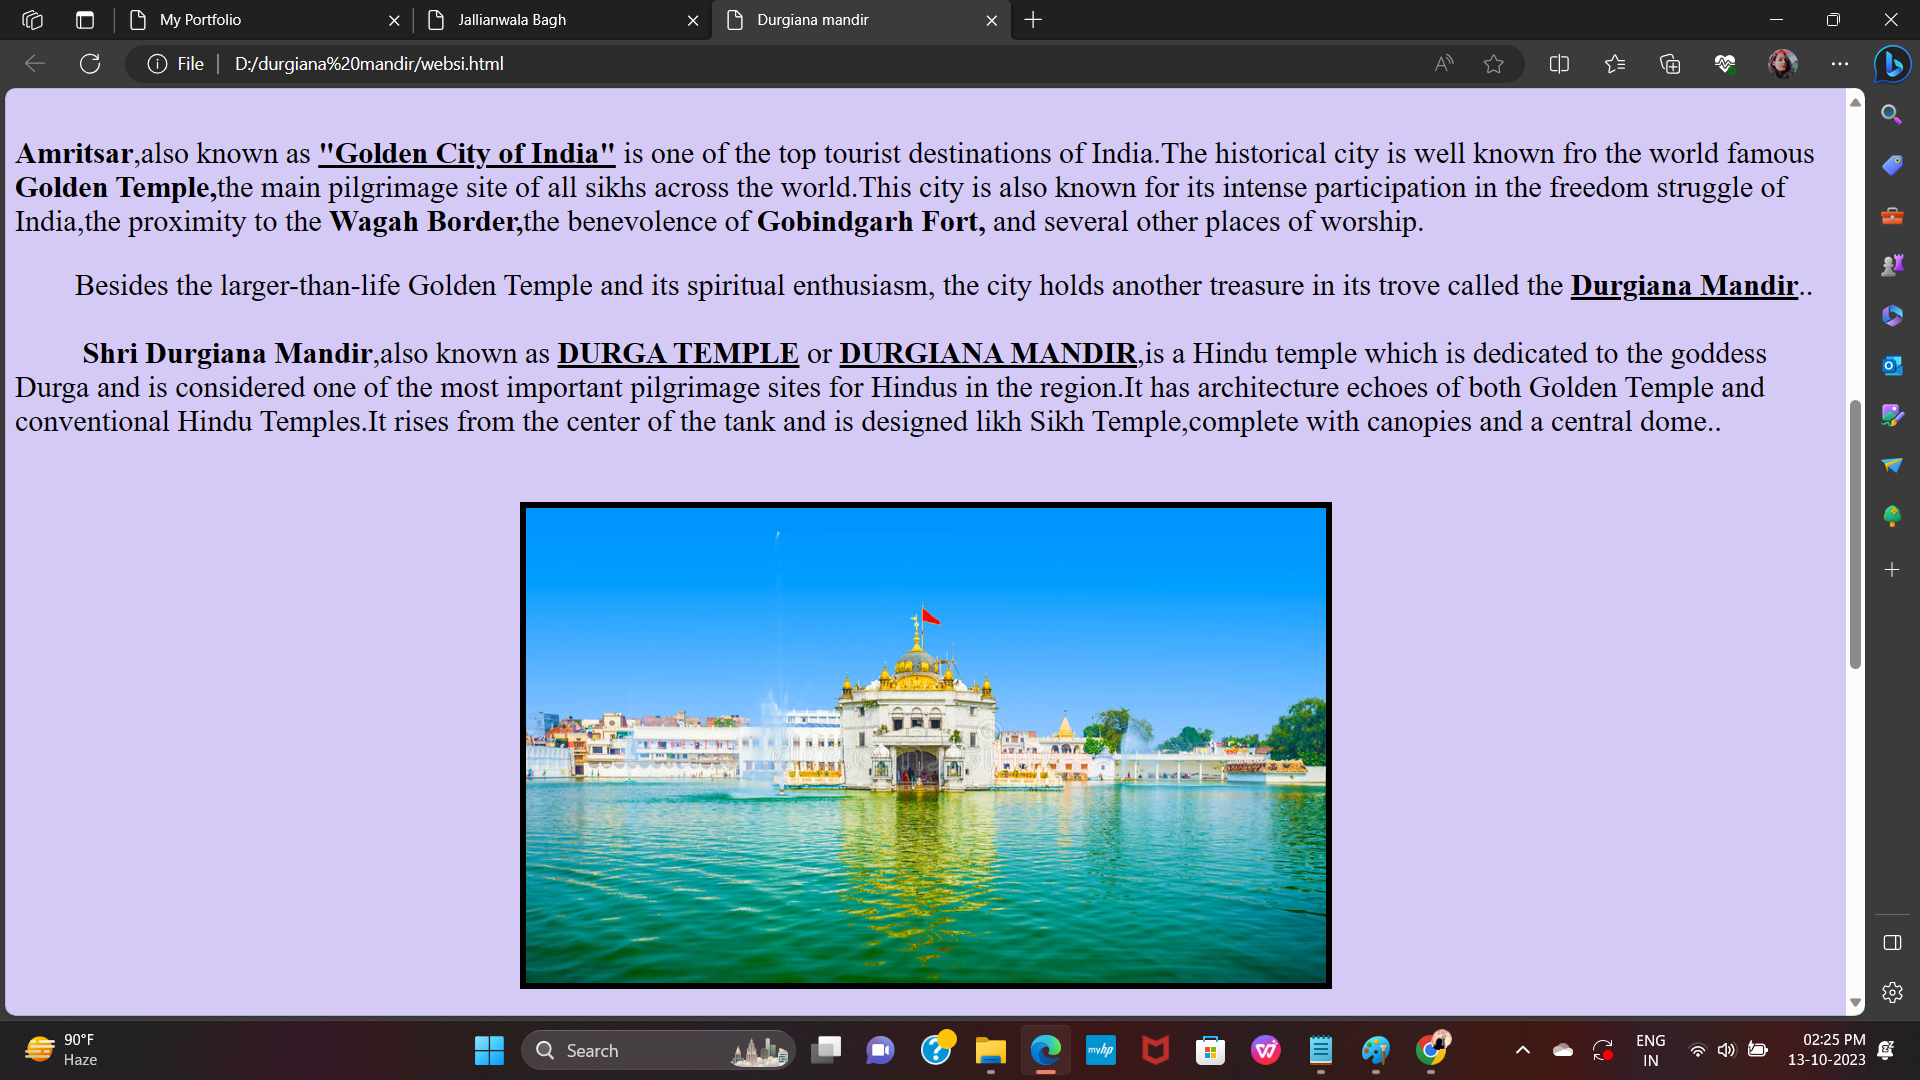 My Portfolio
Jallianwala Bagh
Durgiana mandir
File
D:/durgiana%20mandir/websi.html
Amritsar,also known as "Golden City of India" is one of the top tourist destinations of India.The historical city is well known fro the world famous
Golden Temple,the main pilgrimage site of all sikhs across the world.This city is also known for its intense participation in the freedom struggle of
India,the proximity to the Wagah Border,the benevolence of Gobindgarh Fort, and several other places of worship.
Besides the larger-than-life Golden Temple and its spiritual enthusiasm, the city holds another treasure in its trove called the Durgiana Mandir..
Shri Durgiana Mandir,also known as DURGA TEMPLE or DURGIANA MANDIR,is a Hindu temple which is dedicated to the goddess
Durga and is considered one of the most important pilgrimage sites for Hindus in the region.It has architecture echoes of both Golden Temple and
conventional Hindu Temples.It rises from the center of the tank and is designed likh Sikh Temple,complete with canopies and a central dome..
90°F
Haze
Search
myhp
ENG
IN
02:25 PM
13-10-2023